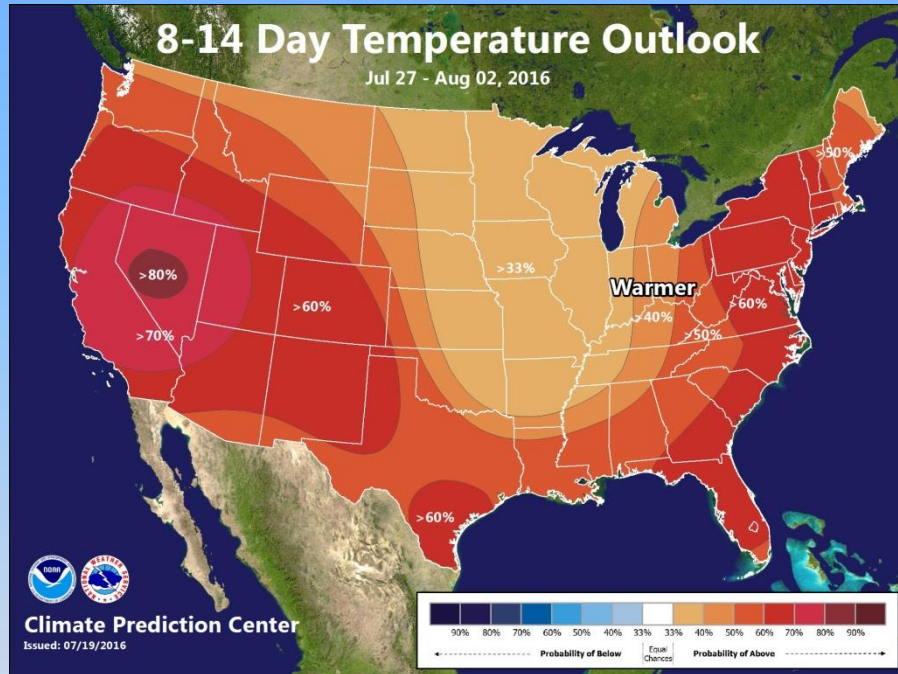 8-14 Day Temperature Outlook
Jul 27 - Aug 02, 2016
>50%
>33%
>80%
Warmer
>60%
>60%
>40%
>70%
>50%
>60%
NOAA
Climate Prediction Center
Issued: 07/19/2016
90% 80% 70% 60% 50% 40% 33% 33% 40% 50% 60% 70% 80% 90%
Probability of Below Equal Chances Probability of Above